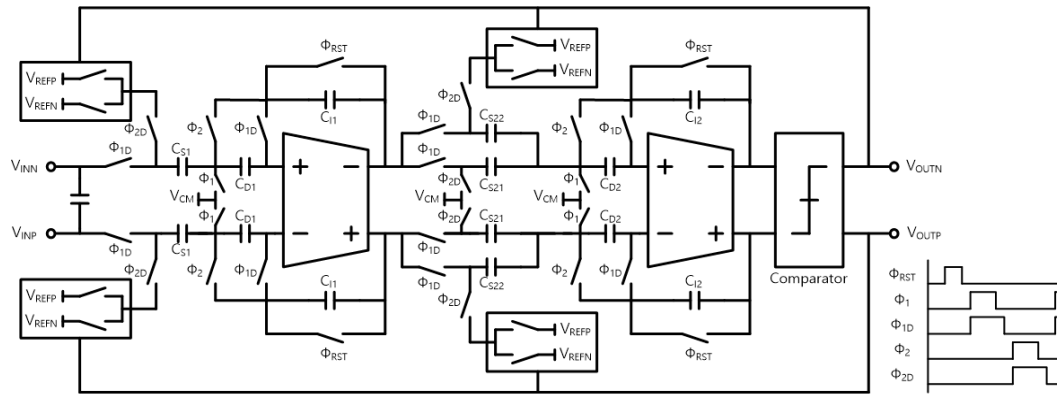 Φ_RST
Φ_RST
V_REFP
V_REFN
V_REFP
V_REFN
C_I1
C_I2
Φ_2D
Φ_2
Φ_1D
Φ_2D
Φ_1D
C_S22
Φ_2
Φ_1D
V_INN
Φ_1D
C_S1
C_D1
+
−
Φ_1D
C_S21
C_D2
+
−
V_OUTN
Φ_1
Φ_2D
Φ_1
V_CM
V_CM
V_CM
Φ_1
C_D1
Φ_2D
C_S21
Φ_1
C_D2
V_INP
Φ_1D
C_S1
−
+
Φ_1D
−
+
V_OUTP
Φ_2D
Φ_2
Φ_1D
Φ_1D
C_S22
Φ_2
Φ_1D
Comparator
Φ_2D
V_REFP
V_REFN
C_I1
C_I2
V_REFP
V_REFN
Φ_RST
Φ_RST
Φ_RST
Φ_1
Φ_1D
Φ_2
Φ_2D